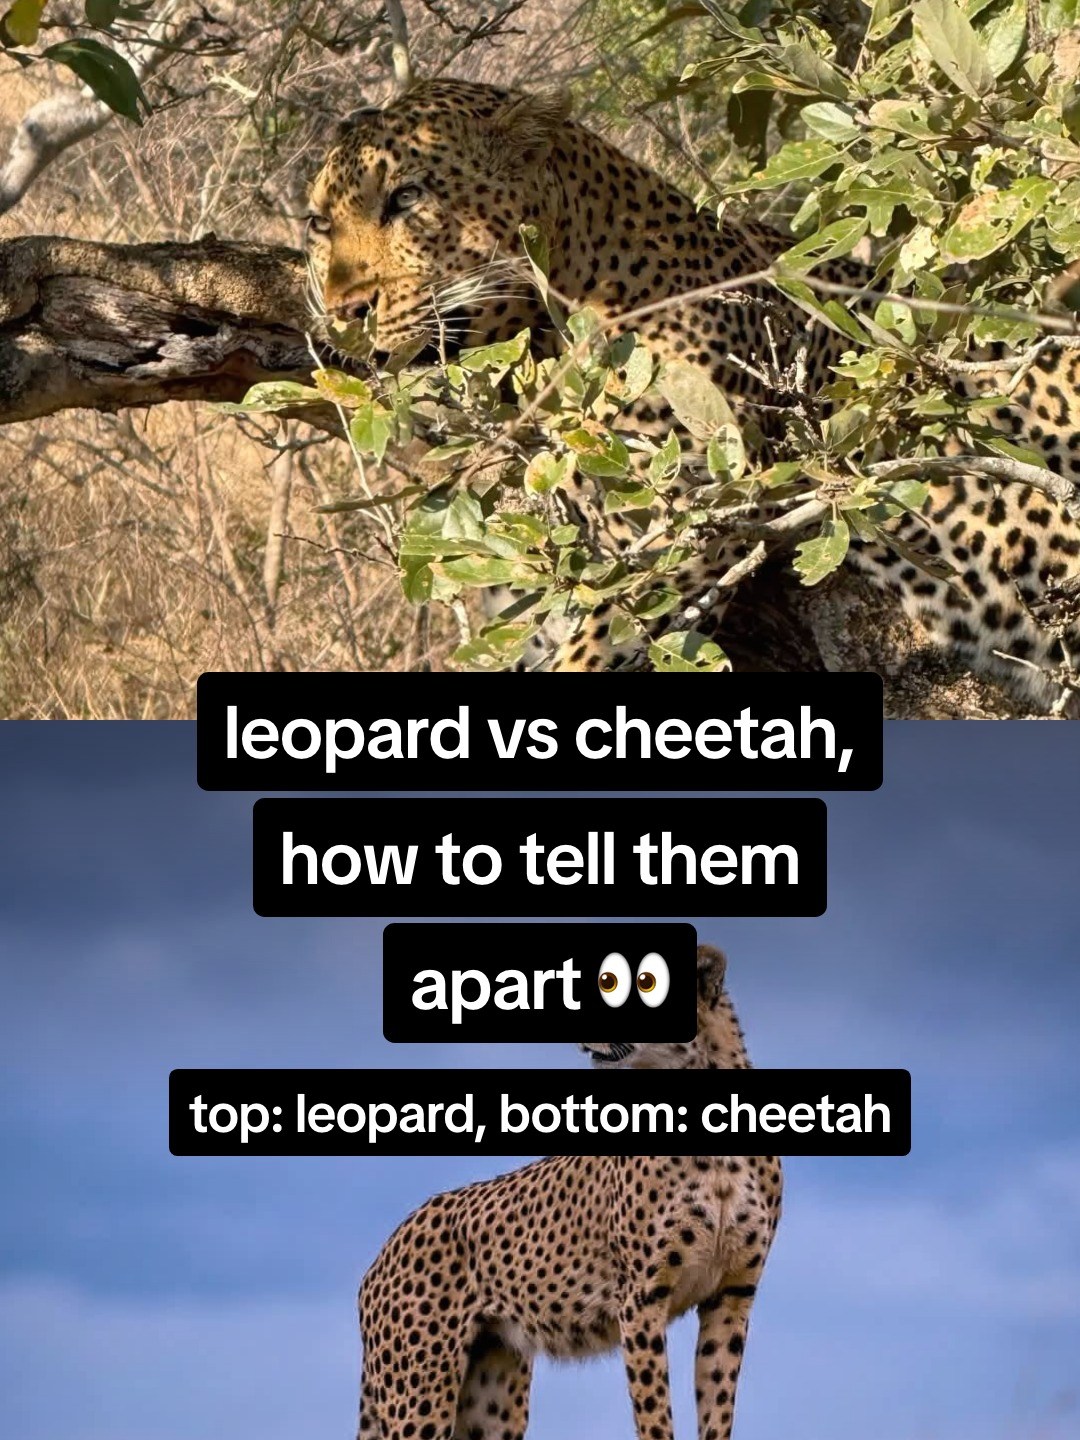 leopard vs cheetah,
how to tell them
apart 👀
top: leopard, bottom: cheetah